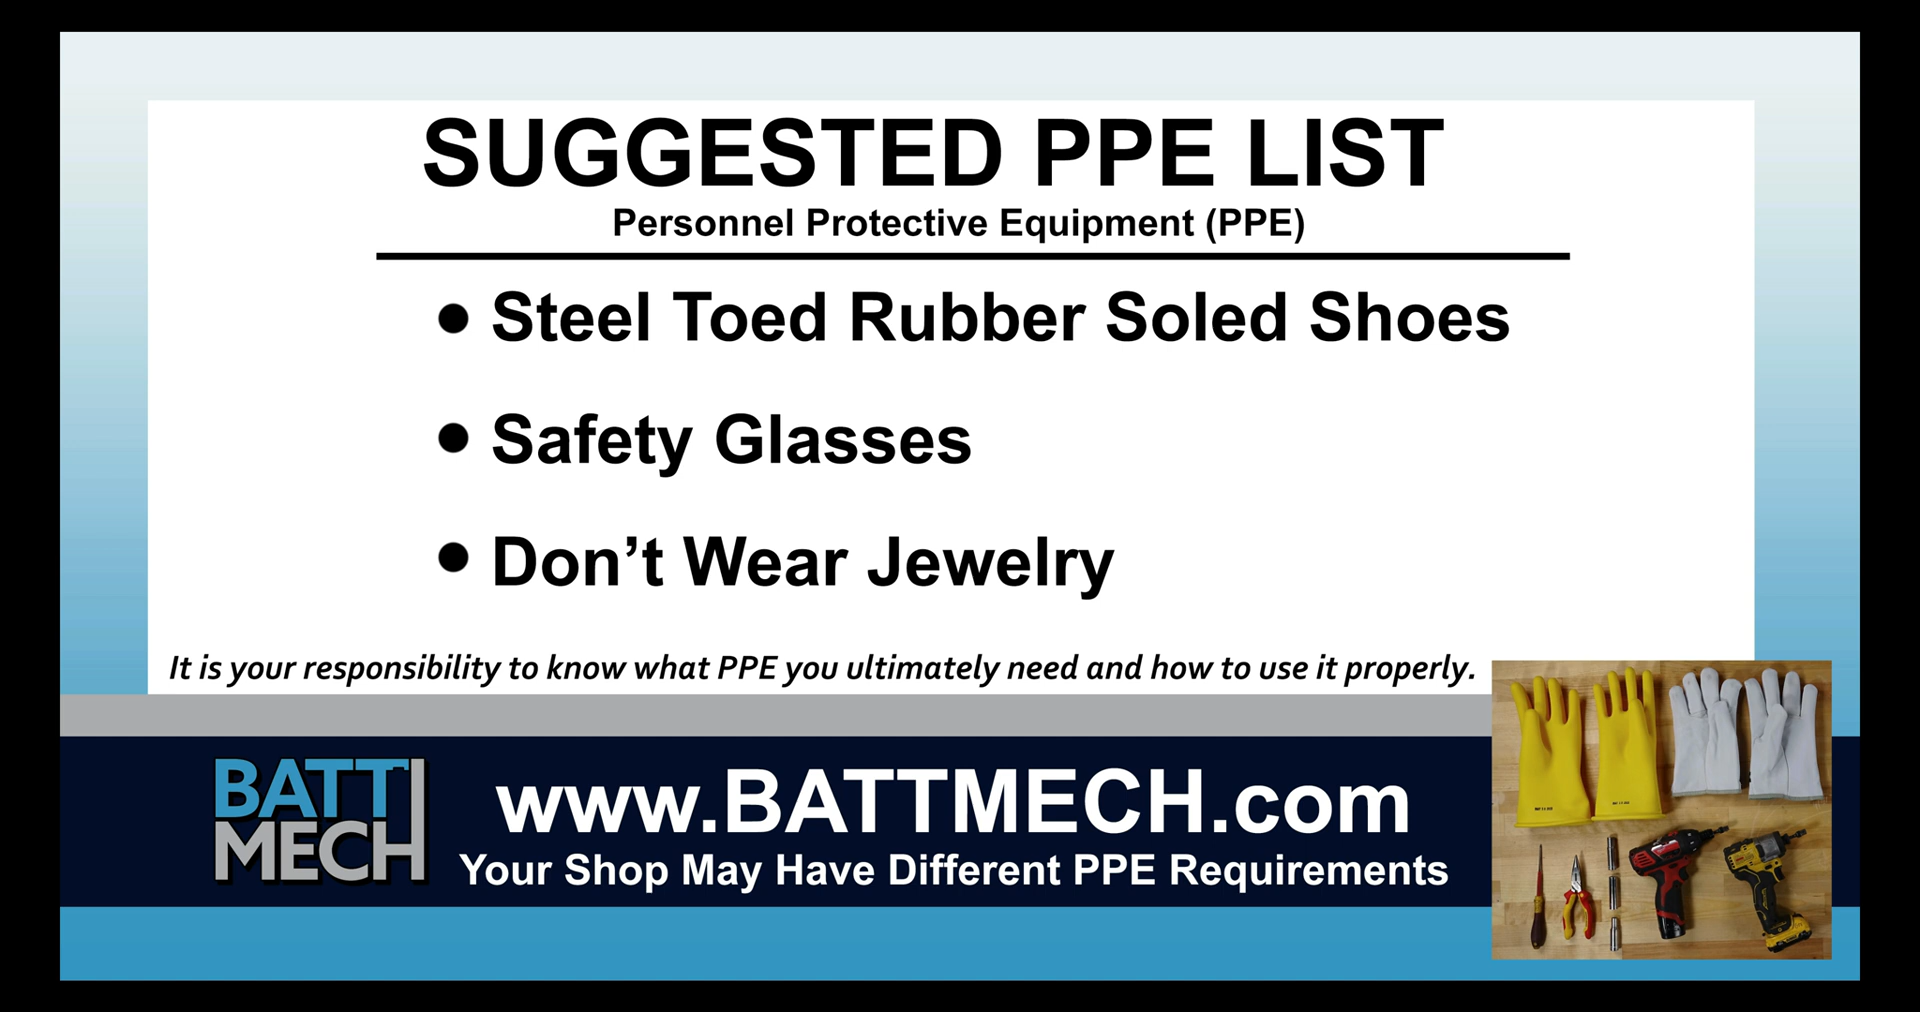 SUGGESTED PPE LIST
Personnel Protective Equipment (PPE)
• Steel Toed Rubber Soled Shoes
• Safety Glasses
• Don’t Wear Jewelry
It is your responsibility to know what PPE you ultimately need and how to use it properly.
BATT
MECH
www.BATTMECH.com
Your Shop May Have Different PPE Requirements